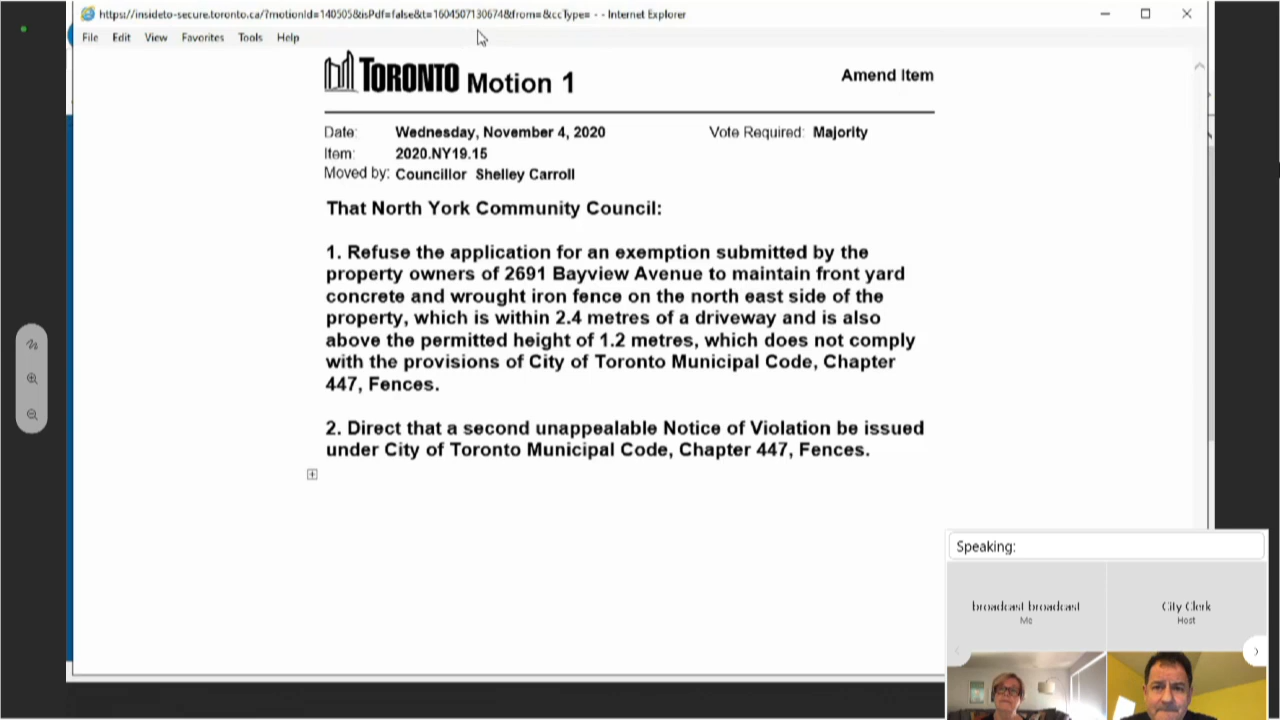 https://insideto-secure.toronto.ca/?motionId=140505&isPdf=false&t=1604507130674&from=&ccType= - - Internet Explorer
File Edit View Favorites Tools Help
TORONTO Motion 1
Amend Item
Date: Wednesday, November 4, 2020 Vote Required: Majority
Item: 2020.NY19.15
Moved by: Councillor Shelley Carroll
That North York Community Council:
1. Refuse the application for an exemption submitted by the
property owners of 2691 Bayview Avenue to maintain front yard
concrete and wrought iron fence on the north east side of the
property, which is within 2.4 metres of a driveway and is also
above the permitted height of 1.2 metres, which does not comply
with the provisions of City of Toronto Municipal Code, Chapter
447, Fences.
2. Direct that a second unappealable Notice of Violation be issued
under City of Toronto Municipal Code, Chapter 447, Fences.
Speaking:
broadcast broadcast
Me
City Clerk
Host